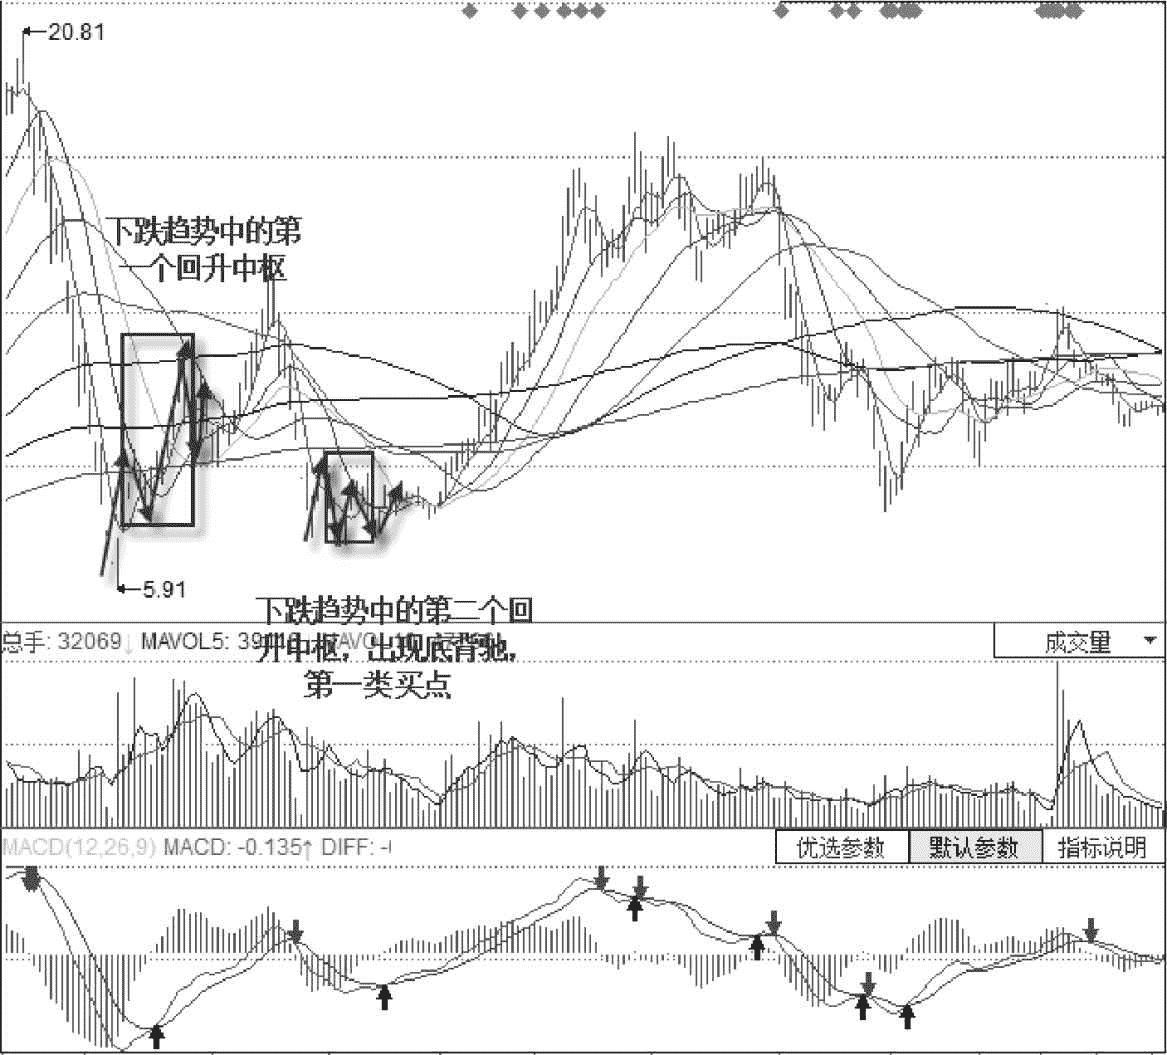 ←20.81
下跌趋势中的第
一个回升中枢
←5.91
下跌趋势中的第二个回
升中枢，出现底背驰，
第一类买点
总手: 32069↓ MAVOL5: 39
成交量
MACD(12,26,9) MACD: -0.135↑ DIFF: -
优选参数 默认参数 指标说明